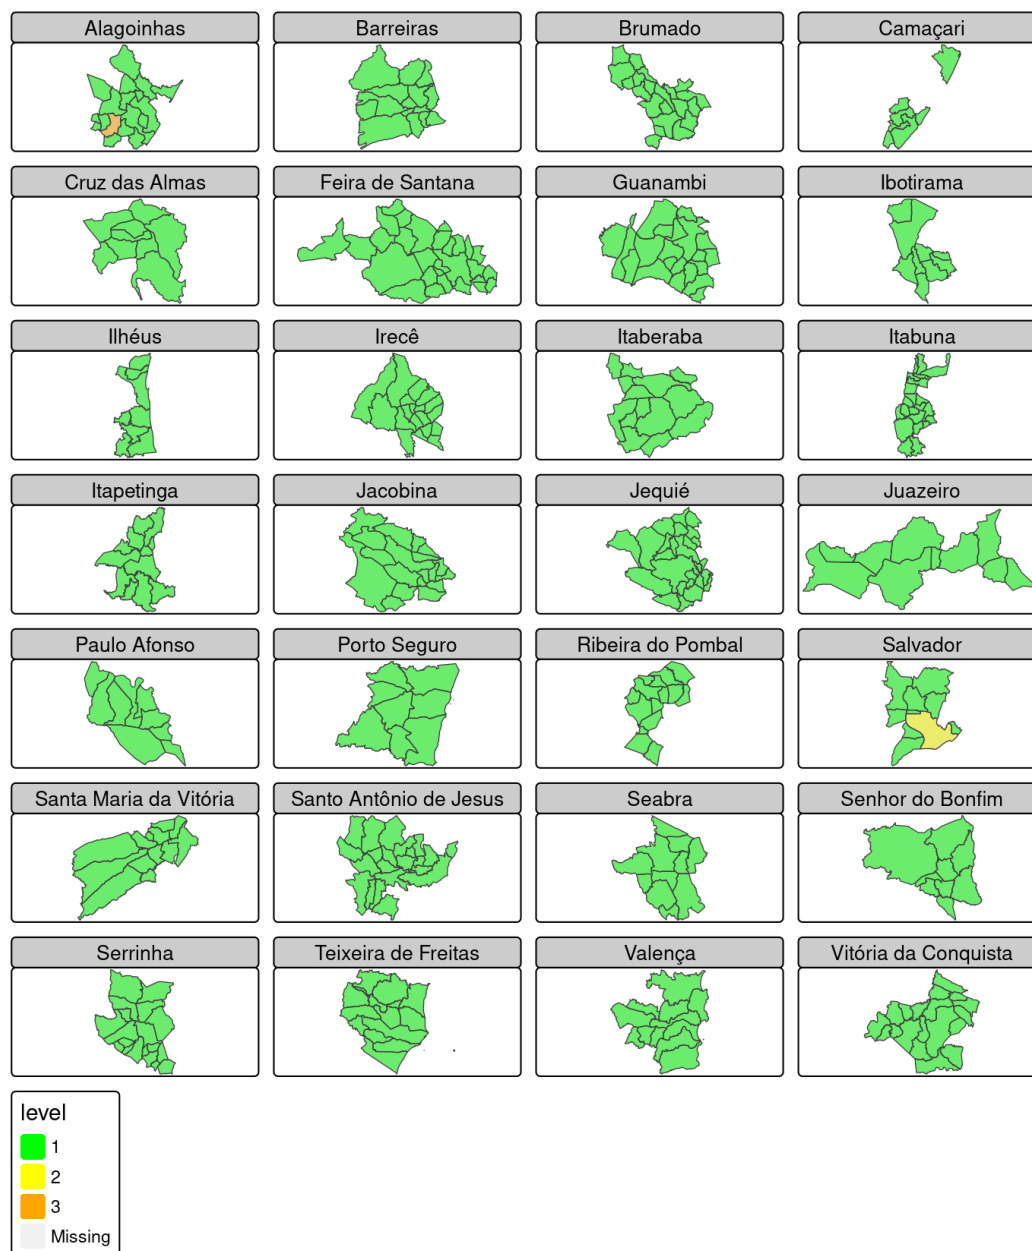 Alagoinhas
Barreiras
Brumado
Camaçari
Cruz das Almas
Feira de Santana
Guanambi
Ibotirama
Ilhéus
Irecê
Itaberaba
Itabuna
Itapetinga
Jacobina
Jequié
Juazeiro
Paulo Afonso
Porto Seguro
Ribeira do Pombal
Salvador
Santa Maria da Vitória
Santo Antônio de Jesus
Seabra
Senhor do Bonfim
Serrinha
Teixeira de Freitas
Valença
Vitória da Conquista
level
1
2
3
Missing